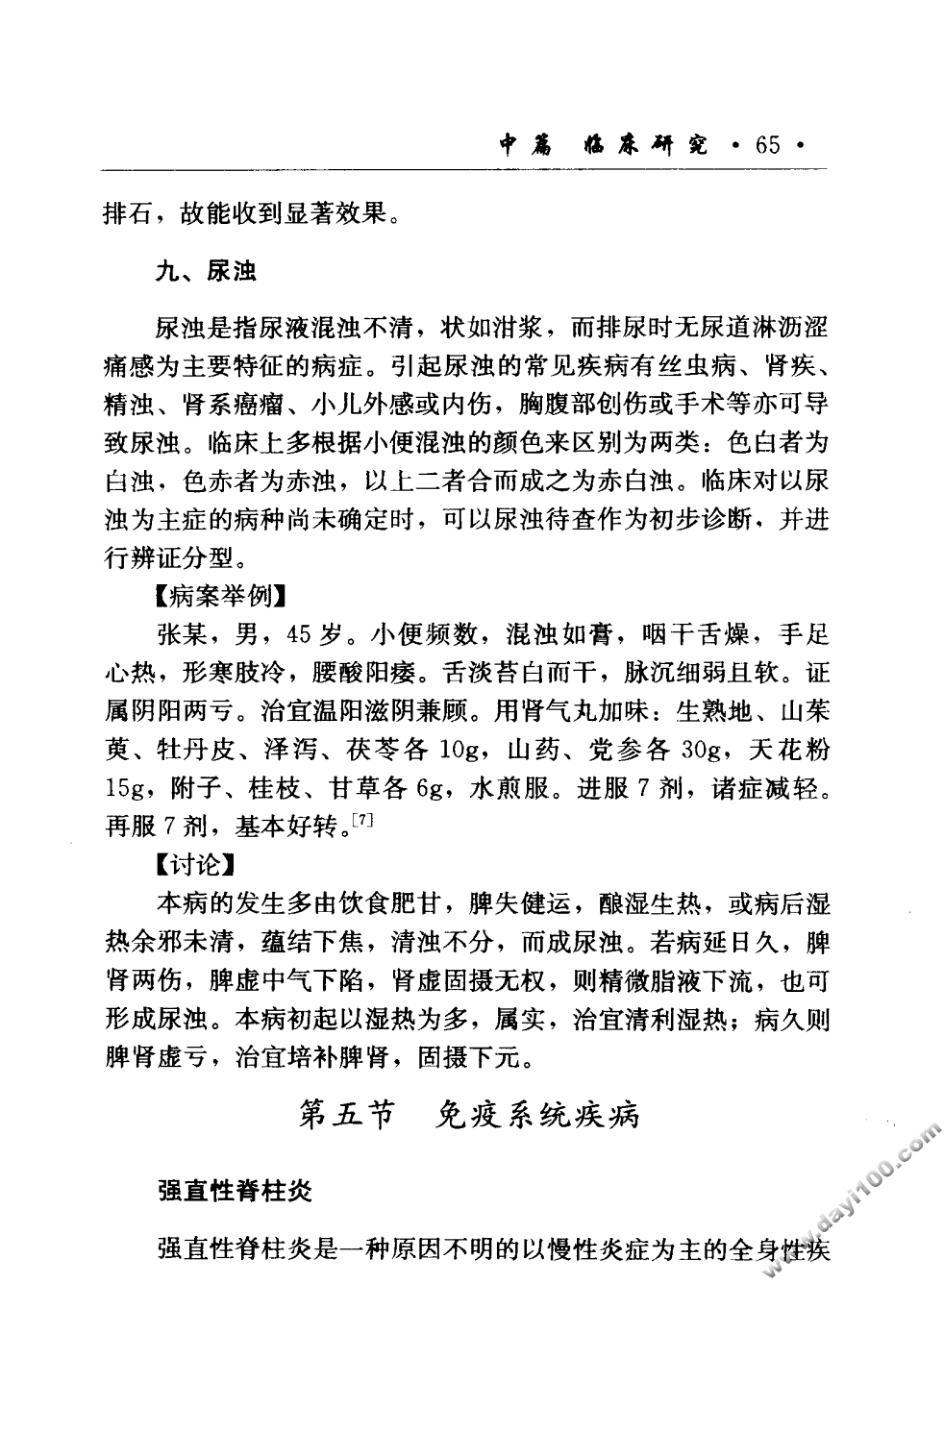 中篇 临床研究 · 65 ·
排石，故能收到显著效果。
九、尿浊
尿浊是指尿液混浊不清，状如泔浆，而排尿时无尿道淋沥涩
痛感为主要特征的病症。引起尿浊的常见疾病有丝虫病、肾疾、
精浊、肾系癌瘤、小儿外感或内伤，胸腹部创伤或手术等亦可导
致尿浊。临床上多根据小便混浊的颜色来区别为两类：色白者为
白浊，色赤者为赤浊，以上二者合而成之为赤白浊。临床对以尿
浊为主症的病种尚未确定时，可以尿浊待查作为初步诊断，并进
行辨证分型。
【病案举例】
张某，男，45岁。小便频数，混浊如膏，咽干舌燥，手足
心热，形寒肢冷，腰酸阳痿。舌淡苔白而干，脉沉细弱且软。证
属阴阳两亏。治宜温阳滋阴兼顾。用肾气丸加味：生熟地、山茱
萸、牡丹皮、泽泻、茯苓各10g，山药、党参各30g，天花粉
15g，附子、桂枝、甘草各6g，水煎服。进服7剂，诸症减轻。
再服7剂，基本好转。[7]
【讨论】
本病的发生多由饮食肥甘，脾失健运，酿湿生热，或病后湿
热余邪未清，蕴结下焦，清浊不分，而成尿浊。若病延日久，脾
肾两伤，脾虚中气下陷，肾虚固摄无权，则精微脂液下流，也可
形成尿浊。本病初起以湿热为多，属实，治宜清利湿热；病久则
脾肾虚亏，治宜培补脾肾，固摄下元。
第五节 免疫系统疾病
强直性脊柱炎
强直性脊柱炎是一种原因不明的以慢性炎症为主的全身性疾
www.dayi100.com